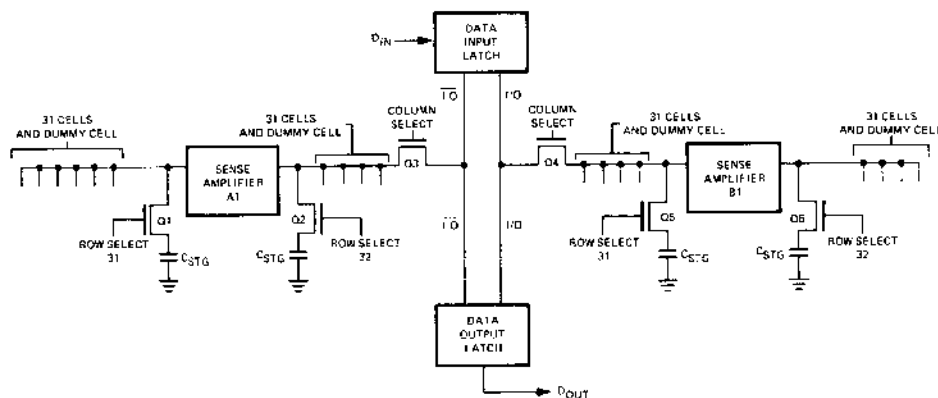 DATA
INPUT
LATCH
DIN
I/O
I/O
COLUMN
SELECT
COLUMN
SELECT
31 CELLS
AND DUMMY CELL
31 CELLS
AND DUMMY CELL
31 CELLS
AND DUMMY CELL
31 CELLS
AND DUMMY CELL
Q3
Q4
SENSE
AMPLIFIER
A1
SENSE
AMPLIFIER
B1
Q1
Q2
Q5
Q6
I/O
I/O
ROW SELECT
31
ROW SELECT
32
ROW SELECT
31
ROW SELECT
32
CSTG
CSTG
CSTG
CSTG
DATA
OUTPUT
LATCH
DOUT